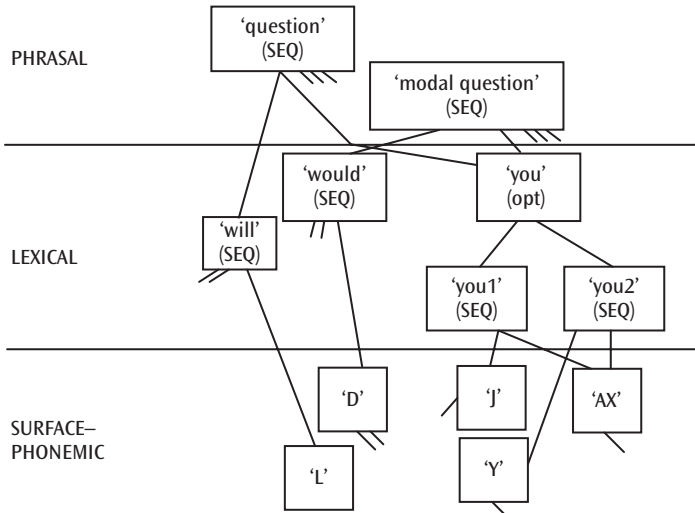 ‘question’
(SEQ)
PHRASAL
‘modal question’
(SEQ)
‘would’
(SEQ)
‘you’
(opt)
‘will’
(SEQ)
LEXICAL
‘you1’
(SEQ)
‘you2’
(SEQ)
‘D’
‘J’
‘AX’
SURFACE–
PHONEMIC
‘L’
‘Y’